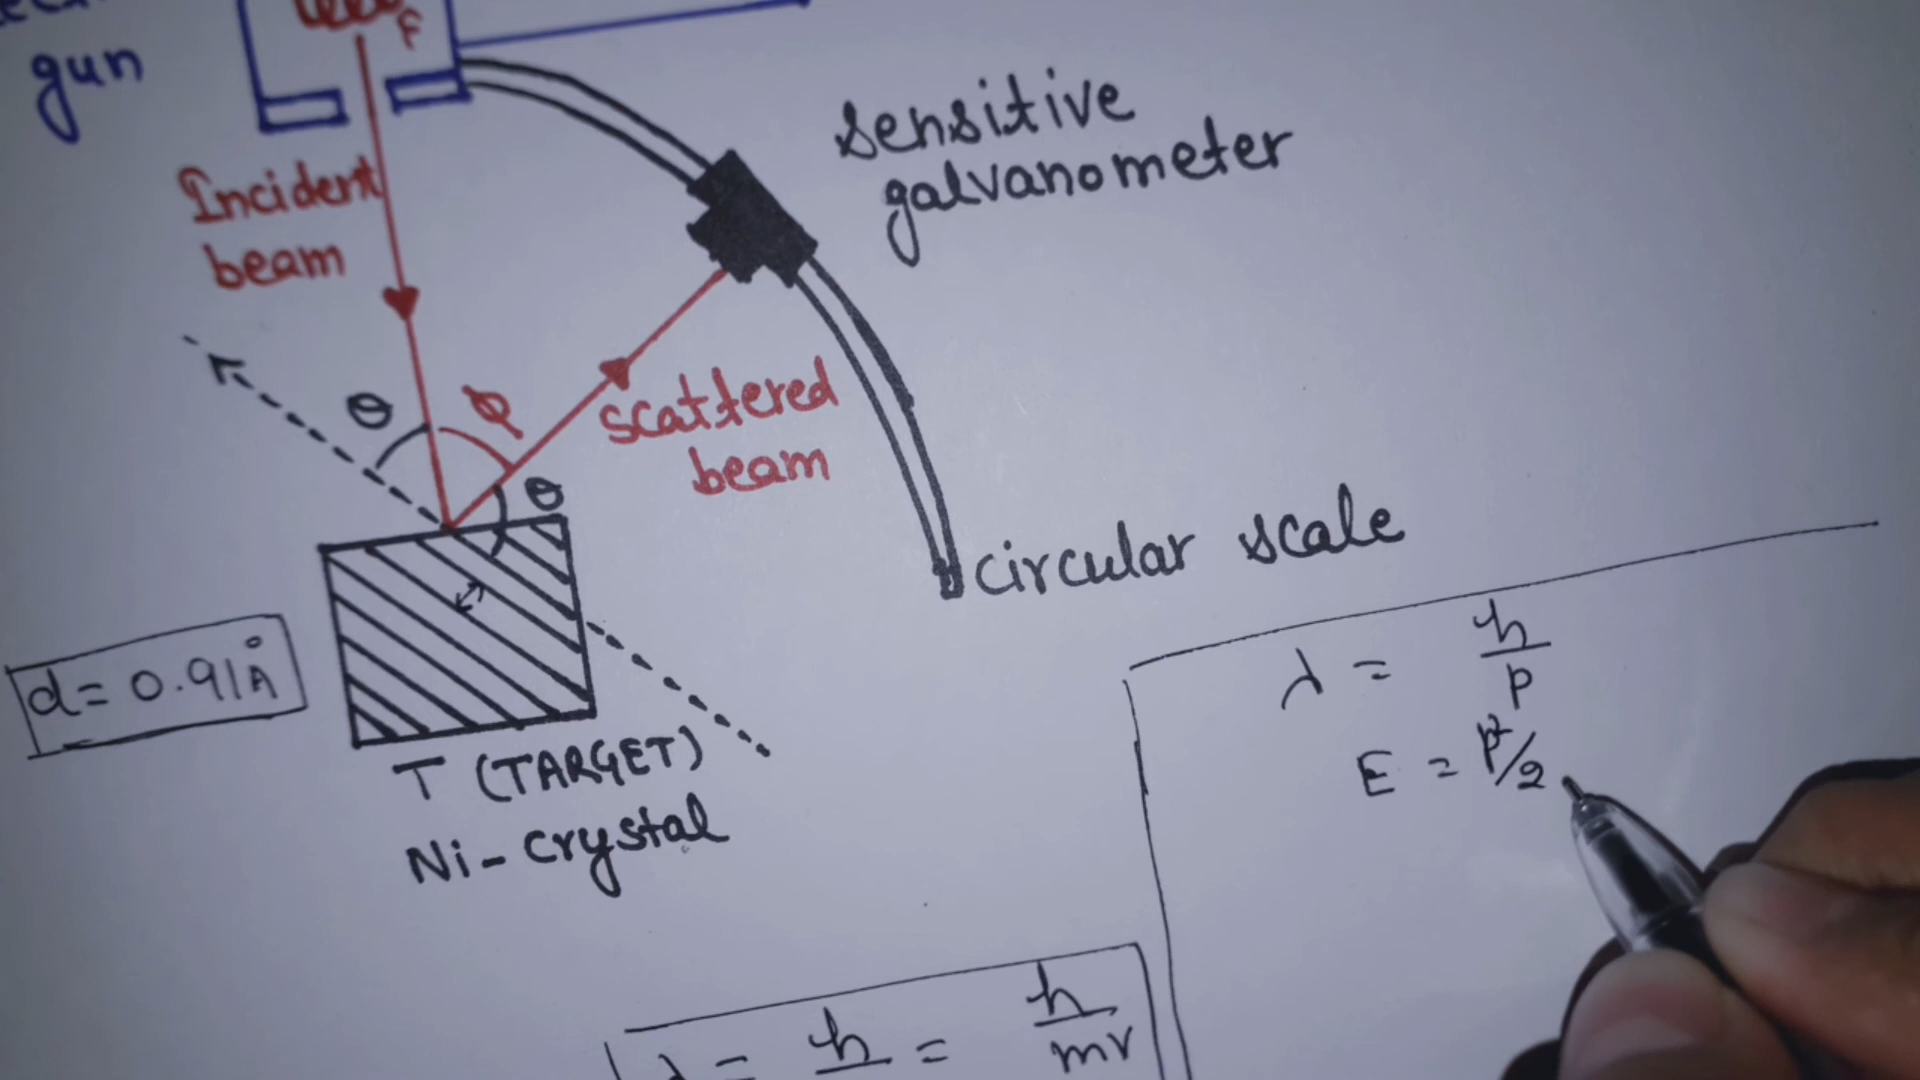 gun
F
Incident
beam
sensitive
galvanometer
θ
φ
scattered
beam
θ
circular scale
d = 0.91Å
T (TARGET)
Ni-crystal
λ = h/p
E = p²/2
λ = h = h/mv